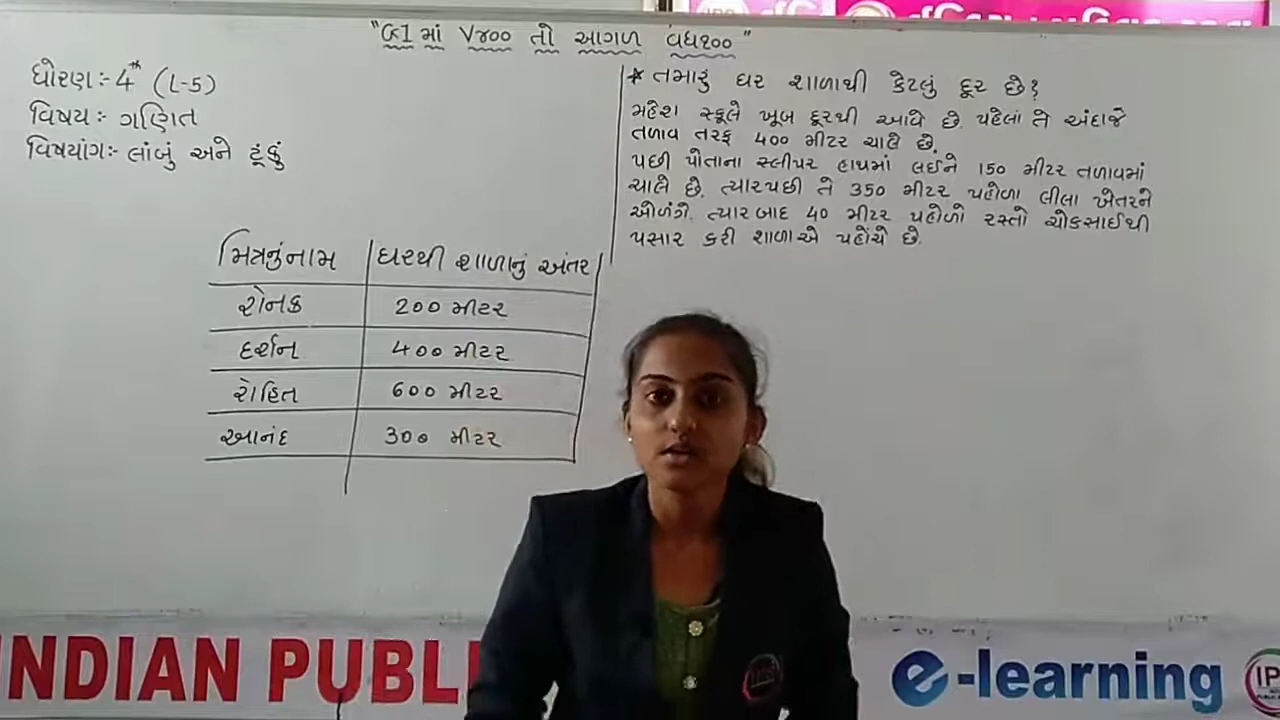 માં V૪૦૦ તો આગળ વધ૧૦૦"
ધોરણ:- 4th (L-5)
વિષય:- ગણિત
વિષયાંગ:- લાંબું અને ટૂંકું
મિત્રનુંનામ ઘરથી શાળાનું અંતર
રોનક 200 મીટર
દર્શન 400 મીટર
રોહિત 600 મીટર
આનંદ 300 મીટર
* તમારું ઘર શાળાથી કેટલું દૂર છે?
મહેશ સ્કૂલે ખૂબ દૂરથી આવે છે. પહેલાં તે અંદાજે
તળાવ તરફ 400 મીટર ચાલે છે.
પછી પોતાના સ્લીપર હાથમાં લઈને 150 મીટર તળાવમાં
ચાલે છે. ત્યારપછી તે 350 મીટર પહોળા લીલા ખેતરને
ઓળંગે. ત્યાર બાદ 40 મીટર પહોળો રસ્તો ચોકસાઈથી
પસાર કરી શાળાએ પહોંચે છે.
INDIAN PUBL
e-learning